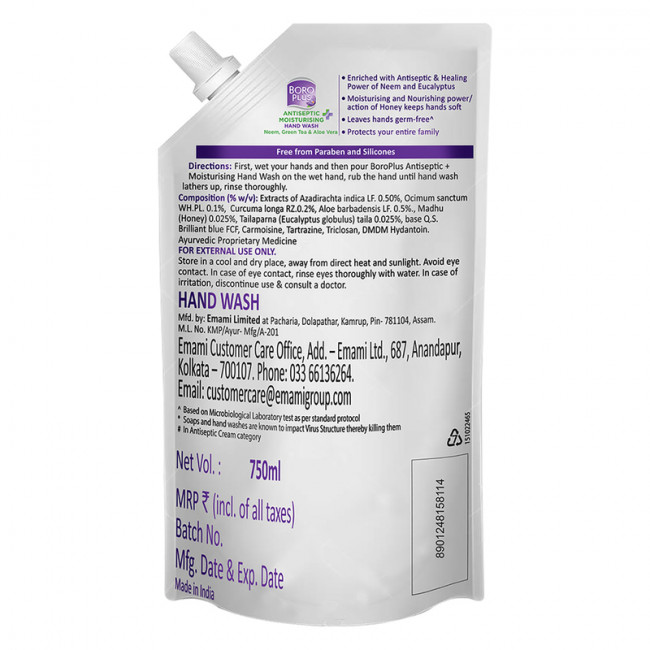 BORO
PLUS
ANTISEPTIC +
MOISTURISING
HAND WASH
Neem, Green Tea & Aloe Vera
• Enriched with Antiseptic & Healing
Power of Neem and Eucalyptus
• Moisturising and Nourishing power/
action of Honey keeps hands soft
• Leaves hands germ-free^
• Protects your entire family
Free from Paraben and Silicones
Directions: First, wet your hands and then pour BoroPlus Antiseptic +
Moisturising Hand Wash on the wet hand, rub the hand until hand wash
lathers up, rinse thoroughly.
Composition (% w/v): Extracts of Azadirachta indica LF. 0.50%, Ocimum sanctum
WH.PL. 0.1%, Curcuma longa RZ.0.2%, Aloe barbadensis LF. 0.5%., Madhu
(Honey) 0.025%, Tailaparna (Eucalyptus globulus) taila 0.025%, base Q.S.
Brilliant blue FCF, Carmoisine, Tartrazine, Triclosan, DMDM Hydantoin.
Ayurvedic Proprietary Medicine
FOR EXTERNAL USE ONLY.
Store in a cool and dry place, away from direct heat and sunlight. Avoid eye
contact. In case of eye contact, rinse eyes thoroughly with water. In case of
irritation, discontinue use & consult a doctor.
HAND WASH
Mfd. by: Emami Limited at Pacharia, Dolapathar, Kamrup, Pin- 781104, Assam.
M.L. No. KMP/Ayur- Mfg/A-201
Emami Customer Care Office, Add. – Emami Ltd., 687, Anandapur,
Kolkata – 700107. Phone: 033 66136264.
Email: customercare@emamigroup.com
^ Based on Microbiological Laboratory test as per standard protocol
* Soaps and hand washes are known to impact Virus Structure thereby killing them
# In Antiseptic Cream category
151022465
Net Vol. : 750ml
MRP ₹ (incl. of all taxes)
Batch No.
Mfg. Date & Exp. Date
Made in India
8901248158114